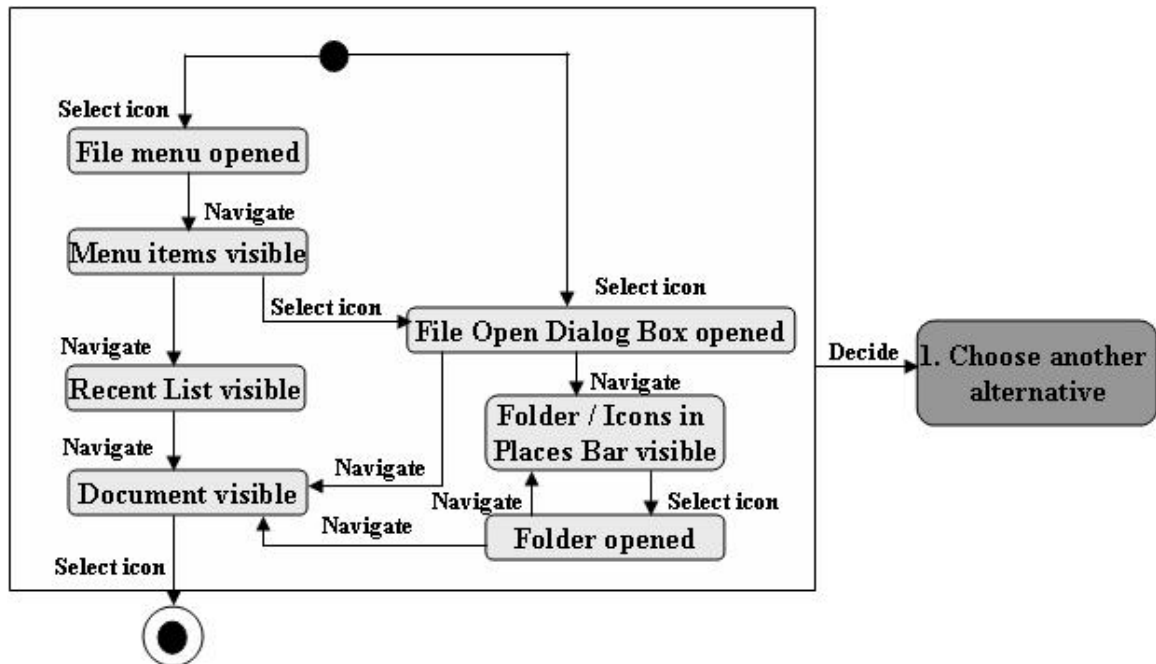 Select icon
File menu opened
Navigate
Menu items visible
Select icon
Select icon
File Open Dialog Box opened
Navigate
Recent List visible
Navigate
Folder / Icons in
Places Bar visible
Navigate
Navigate
Document visible
Navigate
Select icon
Navigate
Folder opened
Select icon
Decide
1. Choose another
alternative